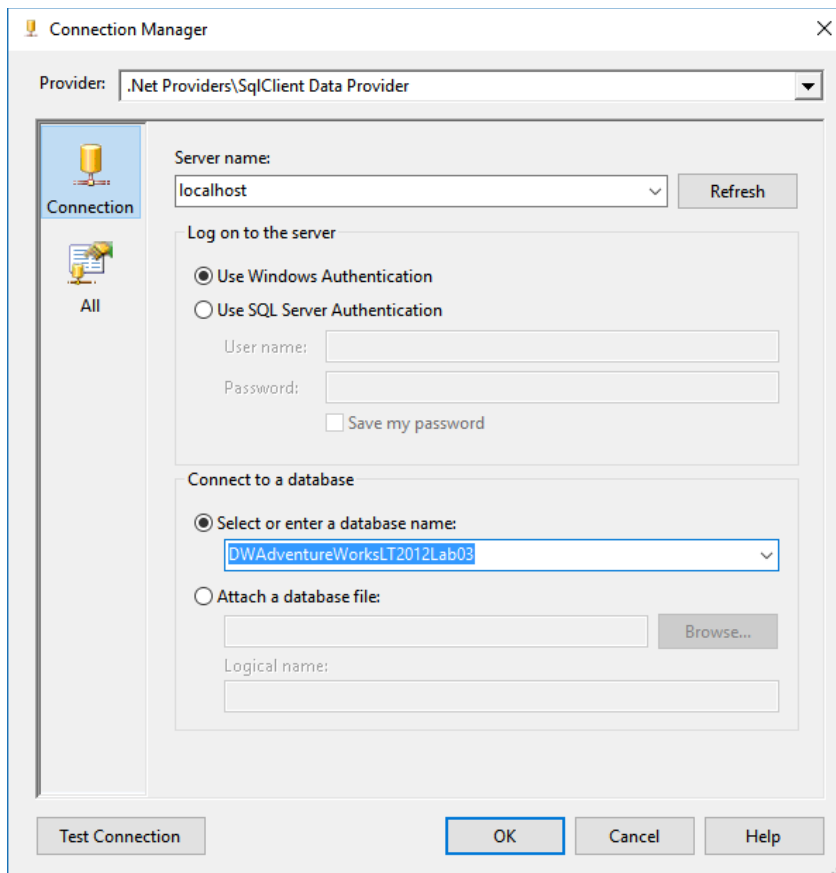 Connection Manager
Provider: .Net Providers\SqlClient Data Provider
Connection
All
Server name:
localhost
Refresh
Log on to the server
Use Windows Authentication
Use SQL Server Authentication
User name:
Password:
Save my password
Connect to a database
Select or enter a database name:
DWAdventureWorksLT2012Lab03
Attach a database file:
Browse...
Logical name:
Test Connection
OK
Cancel
Help